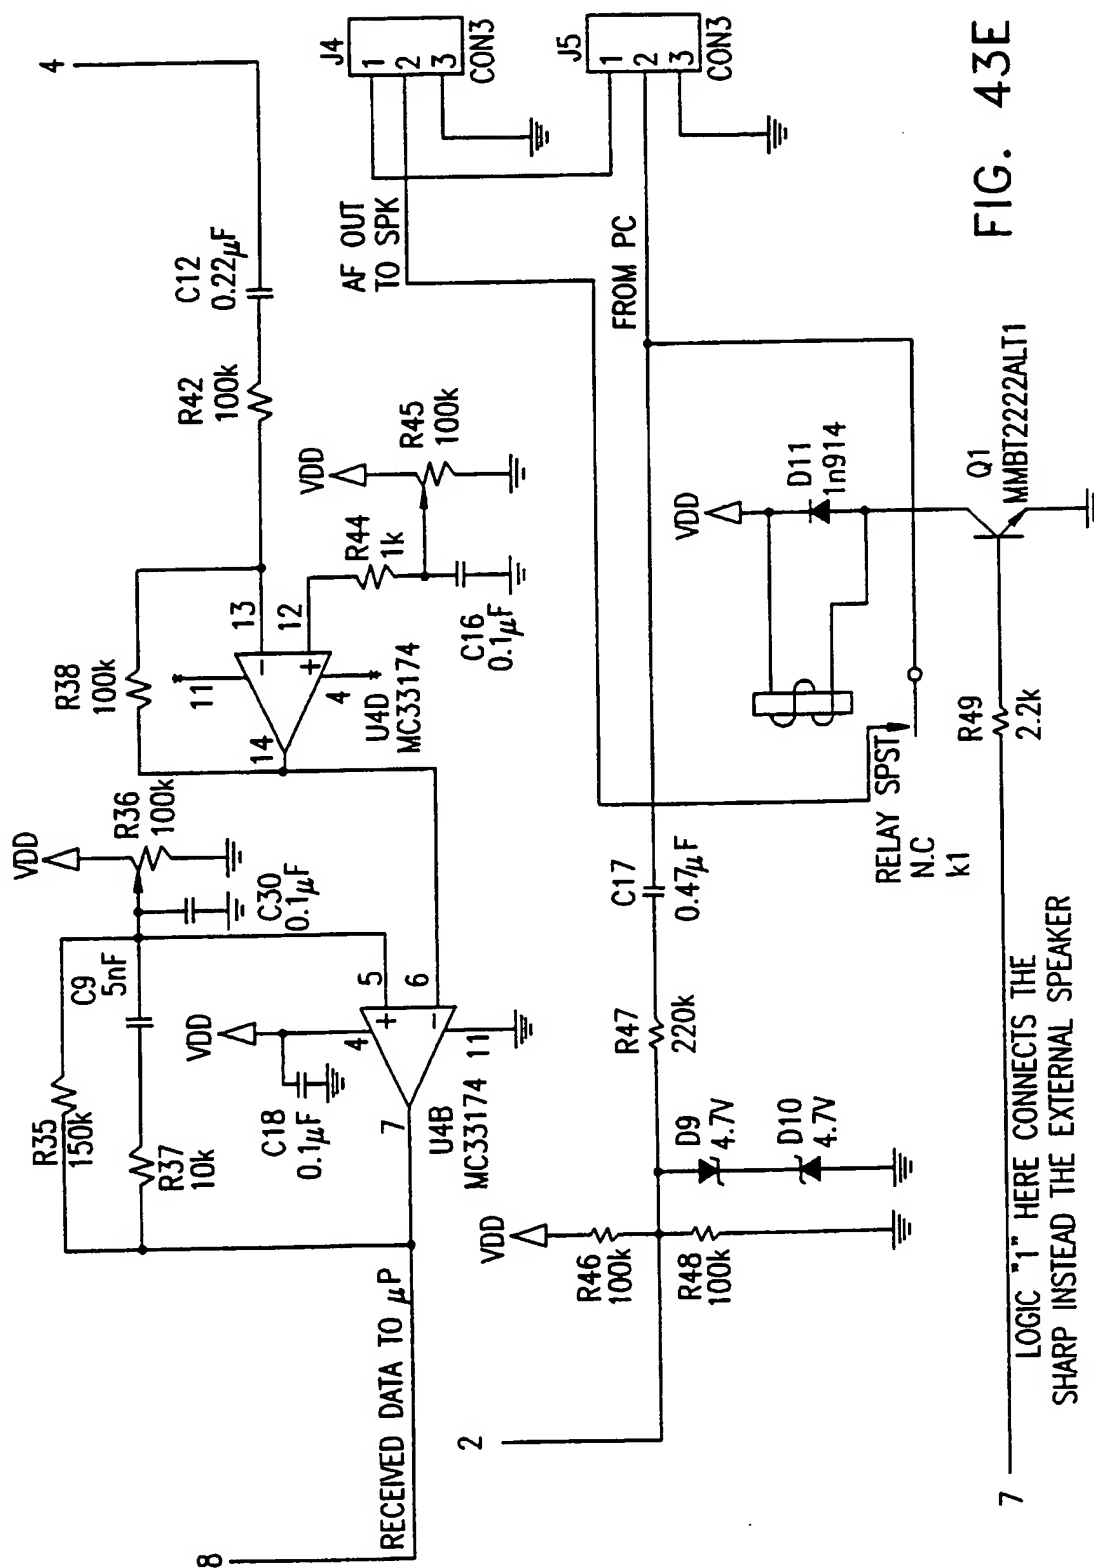 8
RECEIVED DATA TO μP
R35
150k
R37
10k
C9
5nF
VDD
R36
100k
C30
0.1μF
VDD
C18
0.1μF
5
6
4
11
7
U4B
MC33174
R38
100k
11
13
12
14
4
U4D
MC33174
VDD
R45
100k
R44
1k
C16
0.1μF
R42
100k
C12
0.22μF
4
J4
1
2
3
CON3
AF OUT
TO SPK
J5
1
2
3
CON3
FROM PC
2
VDD
R46
100k
R48
100k
D9
4.7V
D10
4.7V
R47
220k
C17
0.47μF
VDD
D11
1n914
RELAY SPST
N.C
k1
Q1
MMBT2222ALT1
R49
2.2k
7
LOGIC "1" HERE CONNECTS THE
SHARP INSTEAD THE EXTERNAL SPEAKER
FIG. 43E